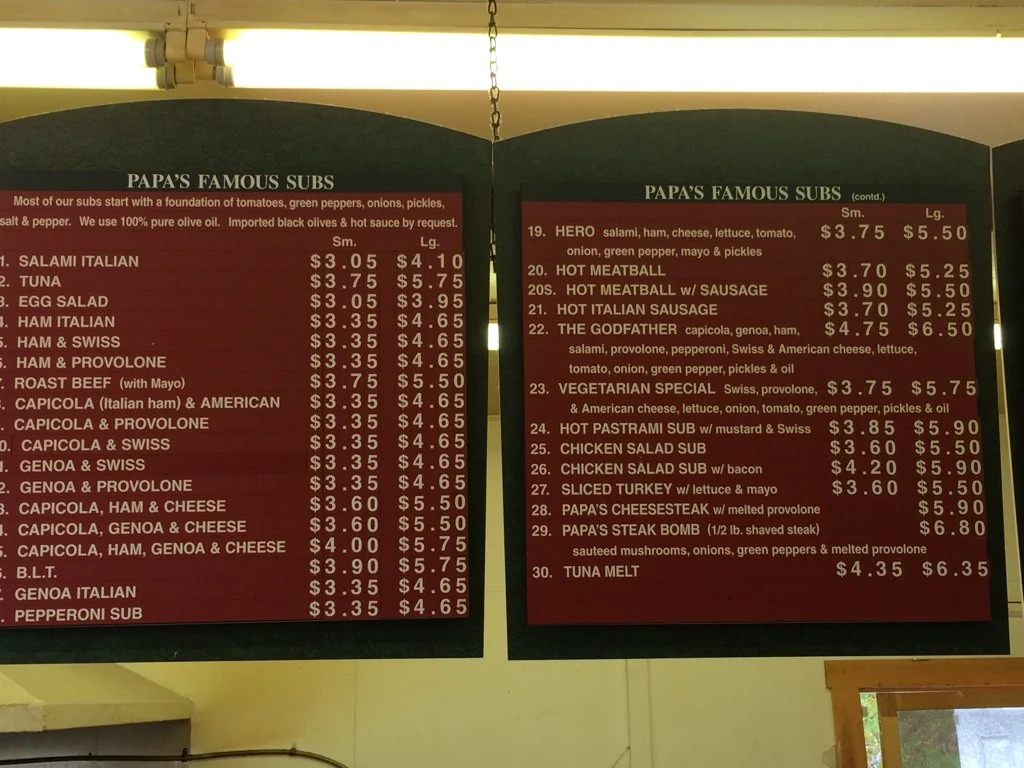 PAPA'S FAMOUS SUBS
Most of our subs start with a foundation of tomatoes, green peppers, onions, pickles,
salt & pepper. We use 100% pure olive oil. Imported black olives & hot sauce by request.
Sm. Lg.
1. SALAMI ITALIAN $3.05 $4.10
2. TUNA $3.75 $5.75
3. EGG SALAD $3.05 $3.95
. HAM ITALIAN $3.35 $4.65
. HAM & SWISS $3.35 $4.65
. HAM & PROVOLONE $3.35 $4.65
. ROAST BEEF (with Mayo) $3.75 $5.50
. CAPICOLA (Italian ham) & AMERICAN $3.35 $4.65
. CAPICOLA & PROVOLONE $3.35 $4.65
0. CAPICOLA & SWISS $3.35 $4.65
1. GENOA & SWISS $3.35 $4.65
2. GENOA & PROVOLONE $3.35 $4.65
3. CAPICOLA, HAM & CHEESE $3.60 $5.50
. CAPICOLA, GENOA & CHEESE $3.60 $5.50
5. CAPICOLA, HAM, GENOA & CHEESE $4.00 $5.75
. B.L.T. $3.90 $5.75
. GENOA ITALIAN $3.35 $4.65
. PEPPERONI SUB $3.35 $4.65
PAPA'S FAMOUS SUBS (contd.)
Sm. Lg.
19. HERO salami, ham, cheese, lettuce, tomato, $3.75 $5.50
onion, green pepper, mayo & pickles
20. HOT MEATBALL $3.70 $5.25
20S. HOT MEATBALL w/ SAUSAGE $3.90 $5.50
21. HOT ITALIAN SAUSAGE $3.70 $5.25
22. THE GODFATHER capicola, genoa, ham, $4.75 $6.50
salami, provolone, pepperoni, Swiss & American cheese, lettuce,
tomato, onion, green pepper, pickles & oil
23. VEGETARIAN SPECIAL Swiss, provolone, $3.75 $5.75
& American cheese, lettuce, onion, tomato, green pepper, pickles & oil
24. HOT PASTRAMI SUB w/ mustard & Swiss $3.85 $5.90
25. CHICKEN SALAD SUB $3.60 $5.50
26. CHICKEN SALAD SUB w/ bacon $4.20 $5.90
27. SLICED TURKEY w/ lettuce & mayo $3.60 $5.50
28. PAPA'S CHEESESTEAK w/ melted provolone $5.90
29. PAPA'S STEAK BOMB (1/2 lb. shaved steak) $6.80
sauteed mushrooms, onions, green peppers & melted provolone
30. TUNA MELT $4.35 $6.35